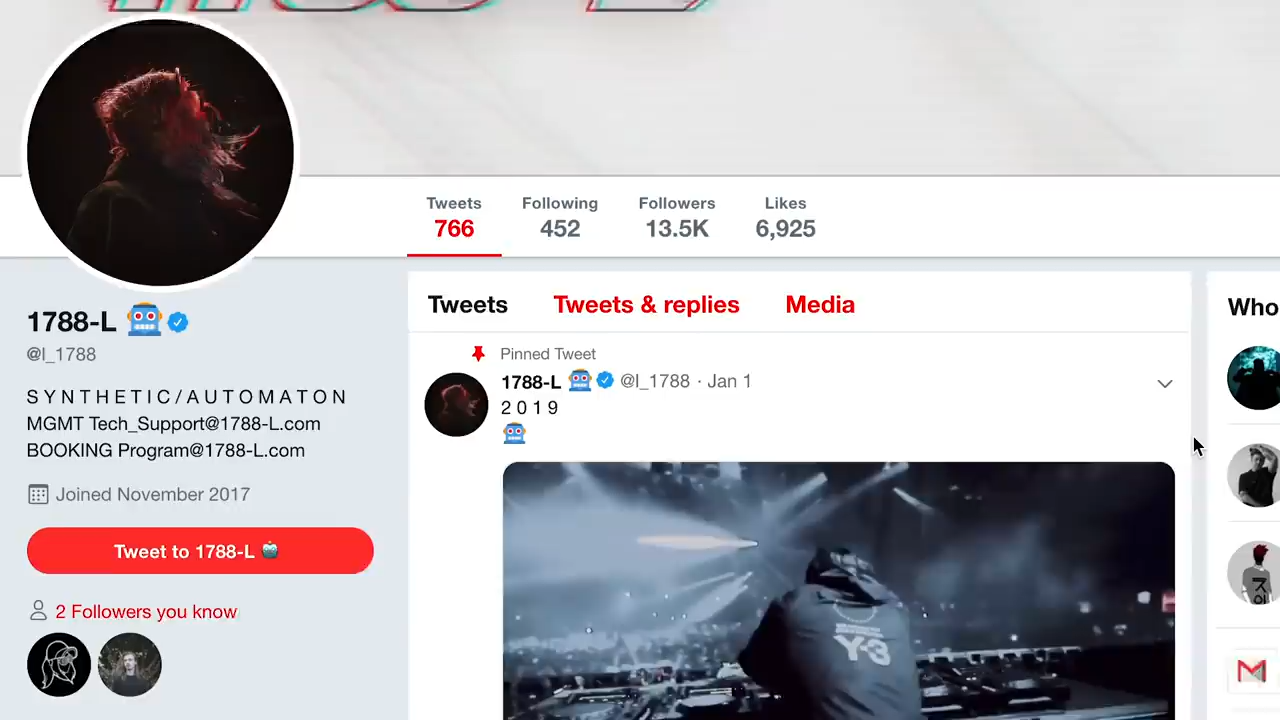 Tweets
766
Following
452
Followers
13.5K
Likes
6,925
1788-L
@l_1788
S Y N T H E T I C / A U T O M A T O N
MGMT Tech_Support@1788-L.com
BOOKING Program@1788-L.com
Joined November 2017
Tweet to 1788-L
2 Followers you know
Tweets Tweets & replies Media
Pinned Tweet
1788-L @l_1788 · Jan 1
2 0 1 9
Y-3
Who